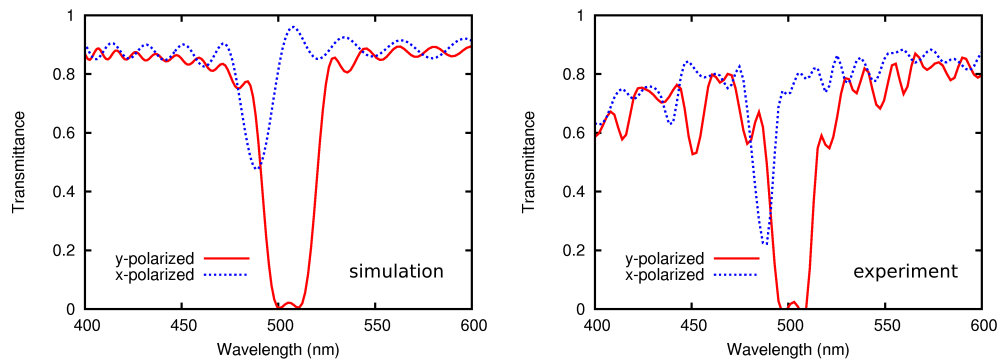 1
0.8
0.6
0.4
0.2
0
Transmittance
y-polarized
x-polarized
simulation
400
450
500
550
600
Wavelength (nm)
1
0.8
0.6
0.4
0.2
0
Transmittance
y-polarized
x-polarized
experiment
400
450
500
550
600
Wavelength (nm)